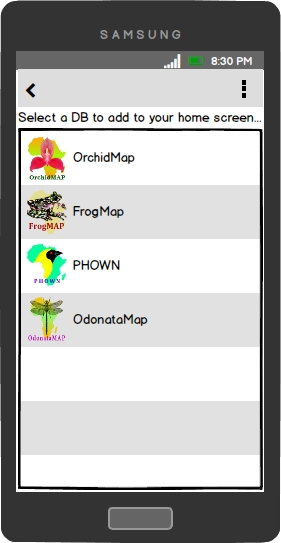 SAMSUNG
8:30 PM
Select a DB to add to your home screen...
OrchidMAP
OrchidMap
FrogMAP
FrogMap
PHOWN
PHOWN
OdonataMAP
OdonataMap